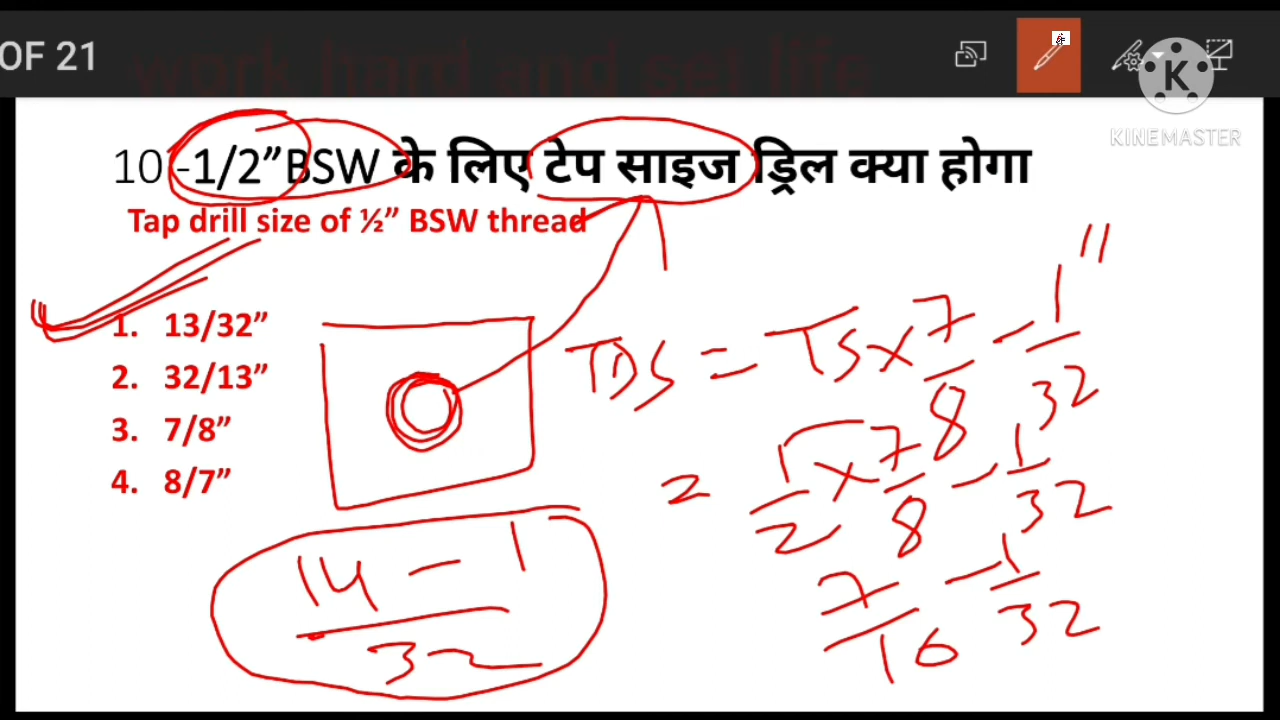 OF 21
work hard and set life
KINEMASTER
K
10 -1/2” BSW के लिए टेप साइज ड्रिल क्या होगा
Tap drill size of ½” BSW thread
1. 13/32”
2. 32/13”
3. 7/8”
4. 8/7”
TDS = TS × 7/8 - 1/32 "
= 1/2 × 7/8 - 1/32
7/16 - 1/32
14 - 1
32